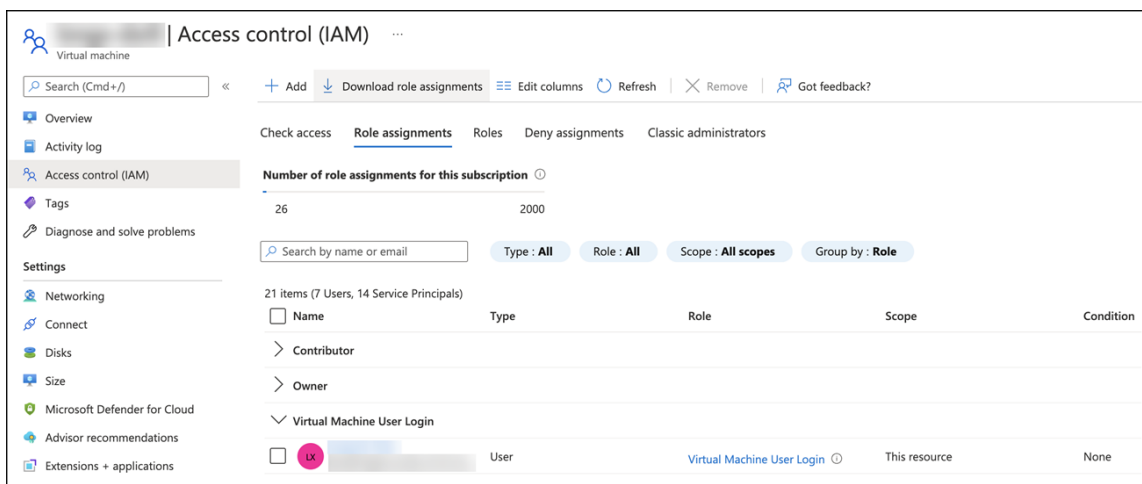 | Access control (IAM) ...
Virtual machine
Search (Cmd+/) «
Overview
Activity log
Access control (IAM)
Tags
Diagnose and solve problems
Settings
Networking
Connect
Disks
Size
Microsoft Defender for Cloud
Advisor recommendations
Extensions + applications
+ Add Download role assignments Edit columns Refresh Remove Got feedback?
Check access Role assignments Roles Deny assignments Classic administrators
Number of role assignments for this subscription
26 2000
Search by name or email Type : All Role : All Scope : All scopes Group by : Role
21 items (7 Users, 14 Service Principals)
Name Type Role Scope Condition
Contributor
Owner
Virtual Machine User Login
LX User Virtual Machine User Login This resource None